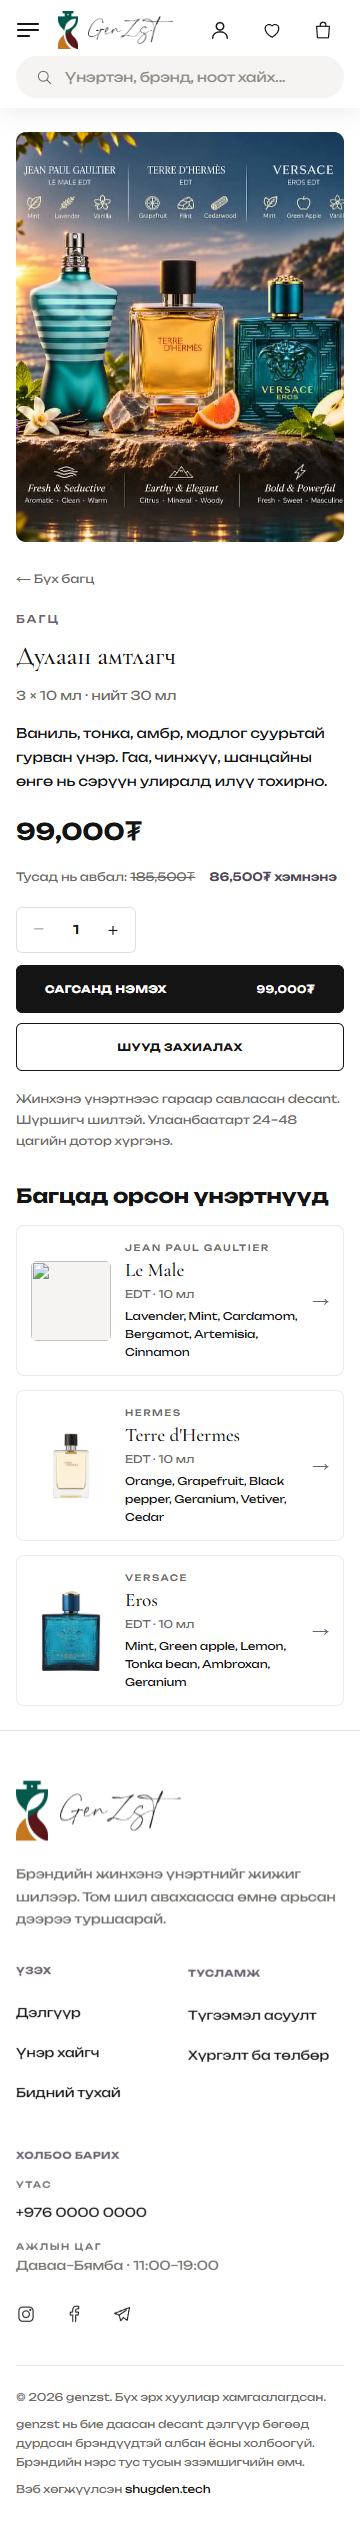 GenZst
Үнэртэн, брэнд, ноот хайх...
JEAN PAUL GAULTIER
LE MALE EDT
TERRE D'HERMÈS
EDT
VERSACE
EROS EDT
Mint Lavender Vanilla
Grapefruit Flint Cedarwood
Mint Green Apple Vanill
TERRE
D'HERMÈS
VERSACE
EROS
Fresh & Seductive
Aromatic · Clean · Warm
Earthy & Elegant
Citrus · Mineral · Woody
Bold & Powerful
Fresh · Sweet · Masculine
← Бүх багц
БАГЦ
Дулаан амтлагч
3 × 10 мл · нийт 30 мл
Ваниль, тонка, амбр, модлог суурьтай
гурван үнэр. Гаа, чинжүү, шанцайны
өнгө нь сэрүүн улиралд илүү тохирно.
99,000₮
Тусад нь авбал: 185,500₮ 86,500₮ хэмнэнэ
− 1 +
САГСАНД НЭМЭХ 99,000₮
ШУУД ЗАХИАЛАХ
Жинхэнэ үнэртнээс гараар савласан decant.
Шүршигч шилтэй. Улаанбаатарт 24–48
цагийн дотор хүргэнэ.
Багцад орсон үнэртнүүд
JEAN PAUL GAULTIER
Le Male
EDT · 10 мл
Lavender, Mint, Cardamom,
Bergamot, Artemisia,
Cinnamon
→
HERMES
Terre d'Hermes
EDT · 10 мл
Orange, Grapefruit, Black
pepper, Geranium, Vetiver,
Cedar
→
VERSACE
Eros
EDT · 10 мл
Mint, Green apple, Lemon,
Tonka bean, Ambroxan,
Geranium
→
GenZst
Брэндийн жинхэнэ үнэртнийг жижиг
шилээр. Том шил авахаасаа өмнө арьсан
дээрээ туршаарай.
ҮЗЭХ
Дэлгүүр
Үнэр хайгч
Бидний тухай
ТУСЛАМЖ
Түгээмэл асуулт
Хүргэлт ба төлбөр
ХОЛБОО БАРИХ
УТАС
+976 0000 0000
АЖЛЫН ЦАГ
Даваа–Бямба · 11:00–19:00
© 2026 genzst. Бүх эрх хуулиар хамгаалагдсан.
genzst нь бие даасан decant дэлгүүр бөгөөд
дурдсан брэндүүдтэй албан ёсны холбоогүй.
Брэндийн нэрс тус тусын эзэмшигчийн өмч.
Вэб хөгжүүлсэн shugden.tech